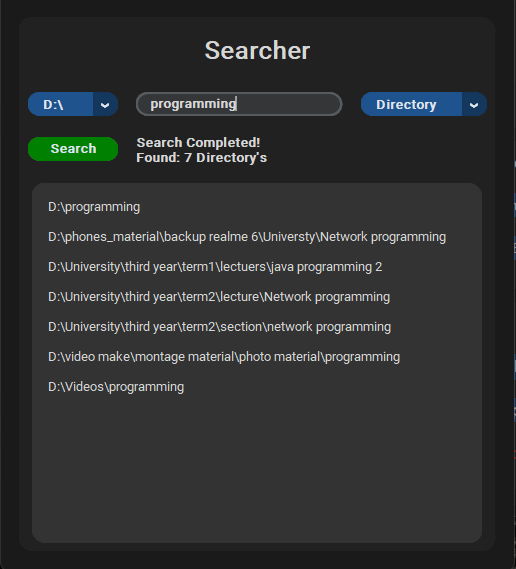 Searcher
D:\
programming
Directory
Search
Search Completed!
Found: 7 Directory's
D:\programming
D:\phones_material\backup realme 6\Universty\Network programming
D:\University\third year\term1\lectuers\java programming 2
D:\University\third year\term2\lecture\Network programming
D:\University\third year\term2\section\network programming
D:\video make\montage material\photo material\programming
D:\Videos\programming